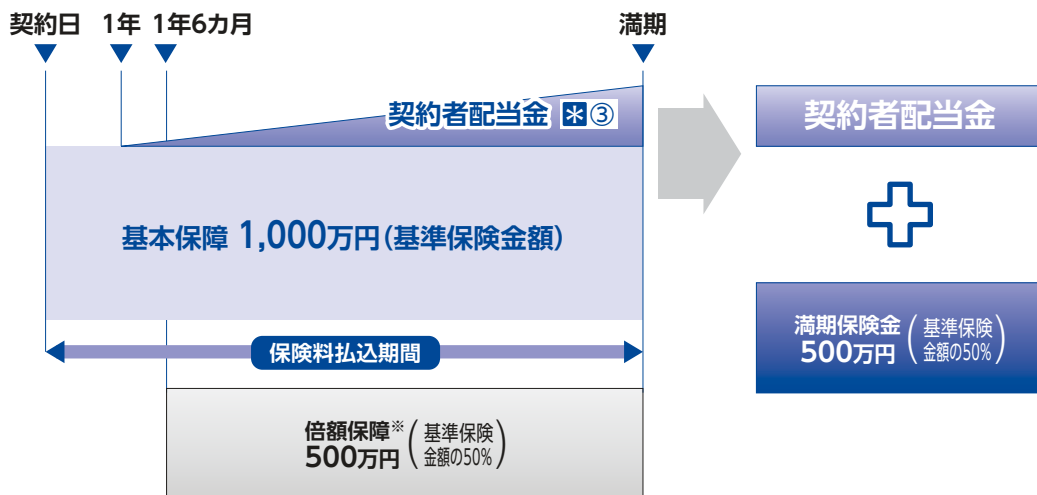 契約日 1年 1年6カ月 満期
契約者配当金 *③
契約者配当金
基本保障 1,000万円(基準保険金額)
保険料払込期間
満期保険金
500万円
(基準保険
金額の50%)
倍額保障※
500万円
(基準保険
金額の50%)